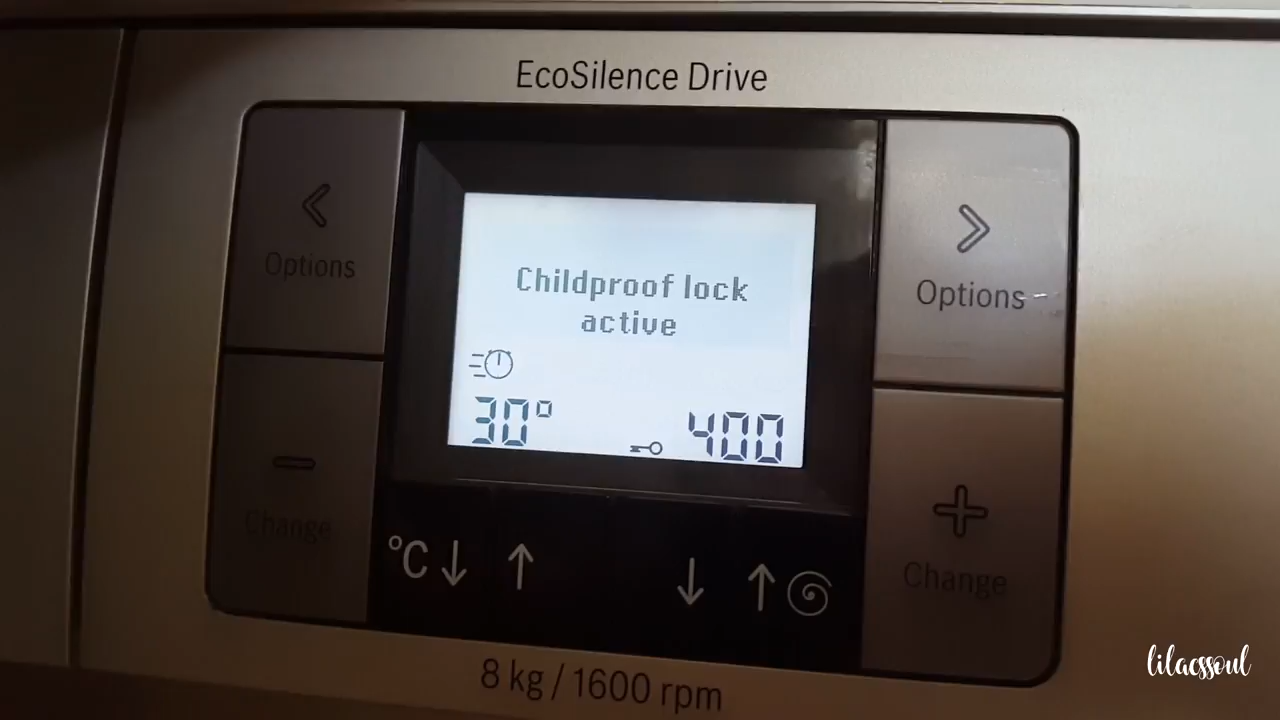 EcoSilence Drive
< Options
> Options
Childproof lock
active
30° 400
- Change
+ Change
°C ↓ ↑ ↓ ↑
8 kg / 1600 rpm
lilacssoul